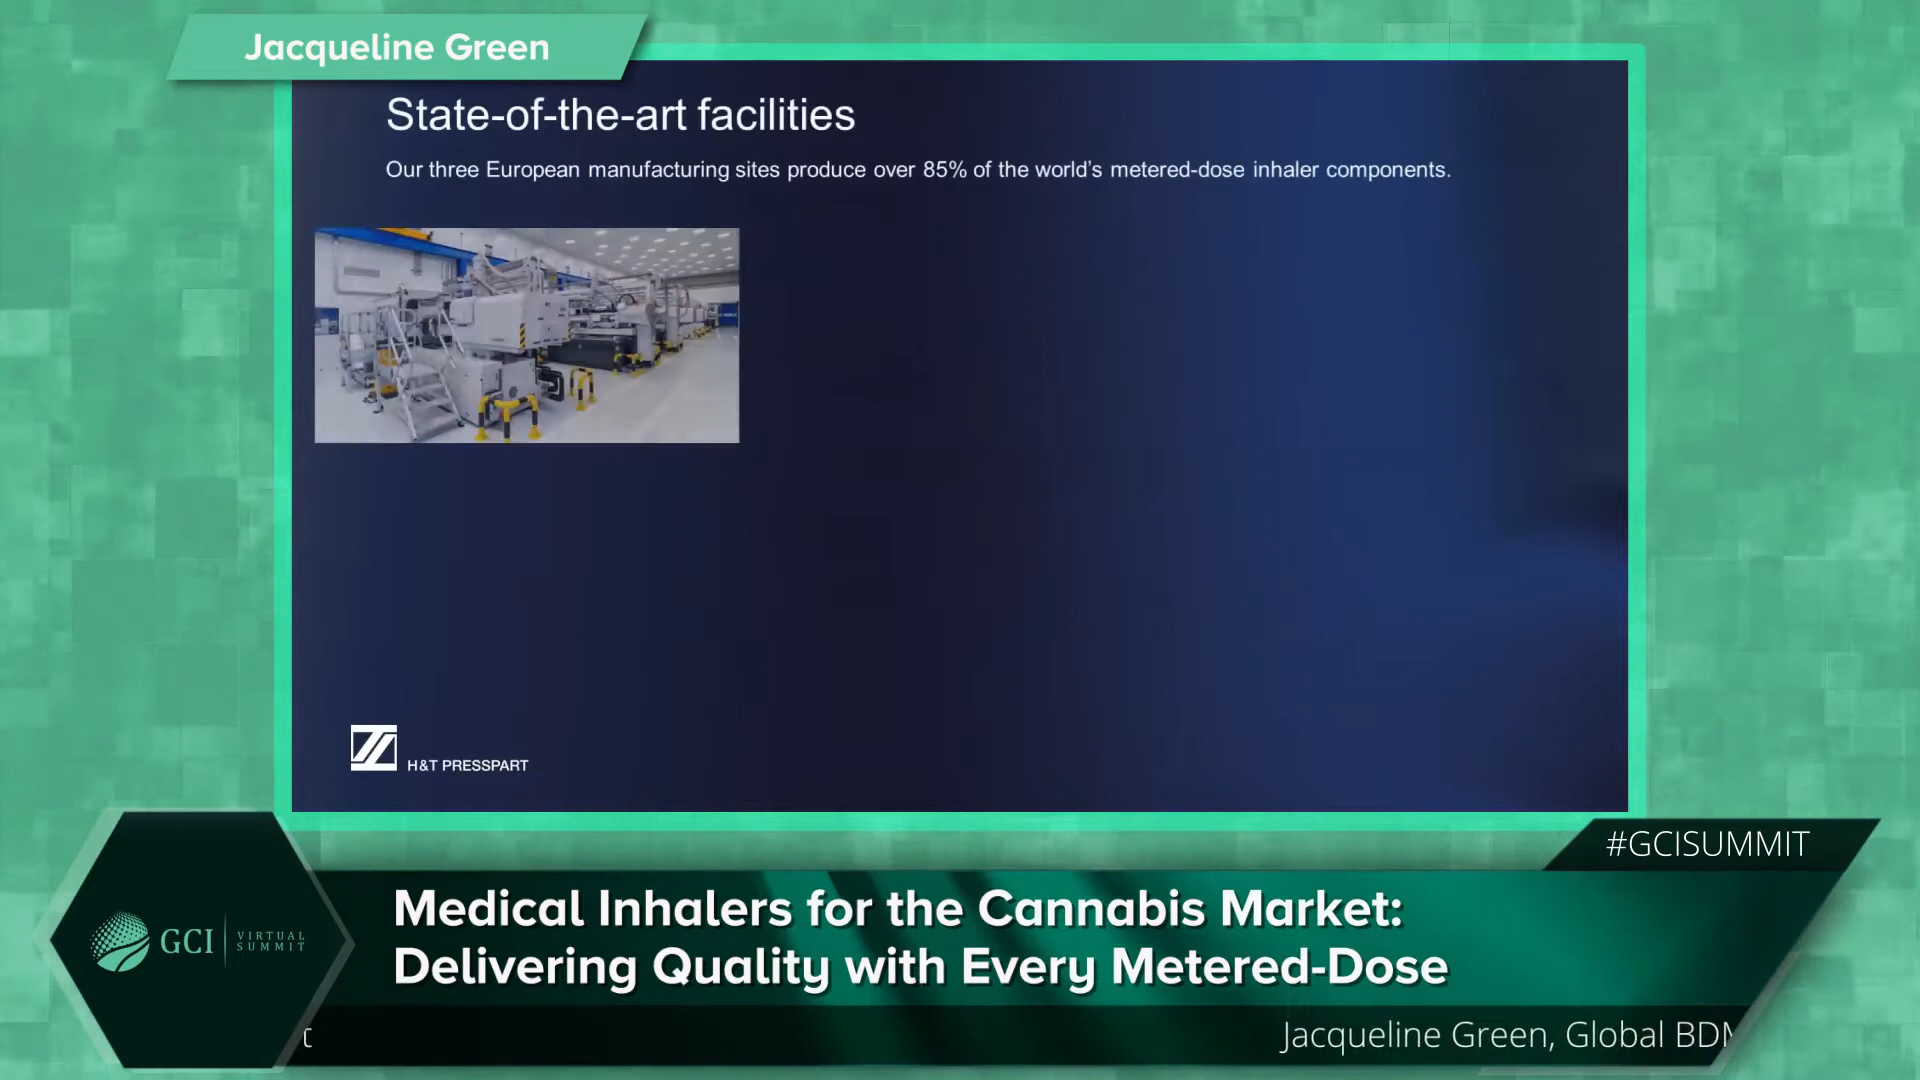 Jacqueline Green
State-of-the-art facilities
Our three European manufacturing sites produce over 85% of the world's metered-dose inhaler components.
H&T PRESSPART
#GCISUMMIT
Medical Inhalers for the Cannabis Market:
Delivering Quality with Every Metered-Dose
GCI VIRTUAL
SUMMIT
t
Jacqueline Green, Global BDM